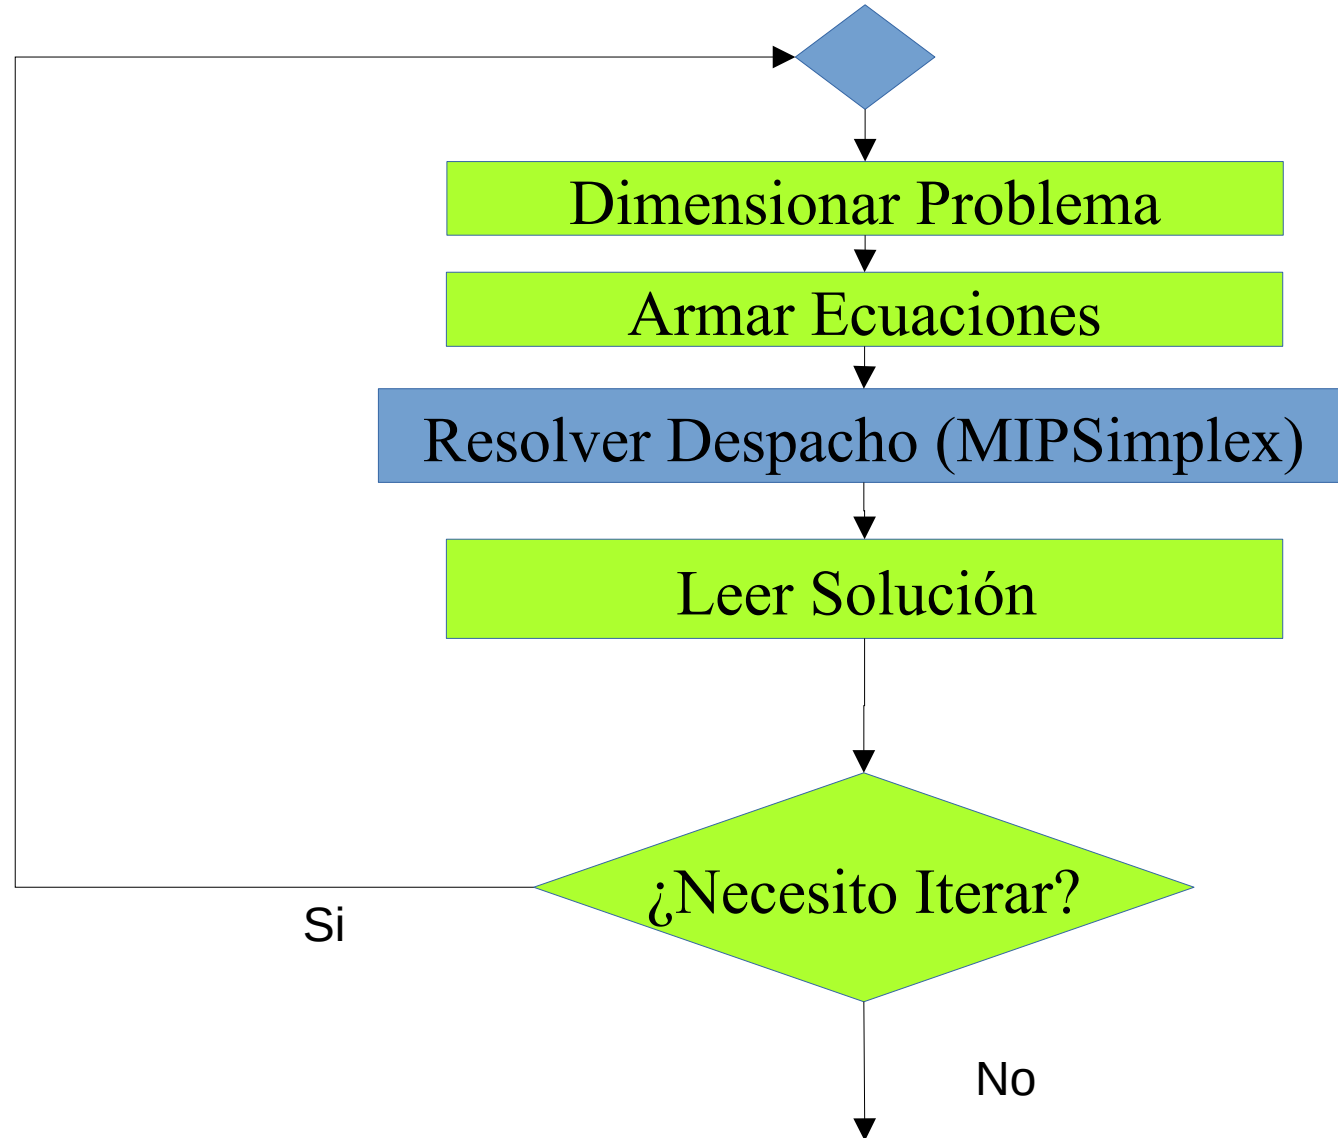 Dimensionar Problema
Armar Ecuaciones
Resolver Despacho (MIPSimplex)
Leer Solución
¿Necesito Iterar?
Si
No